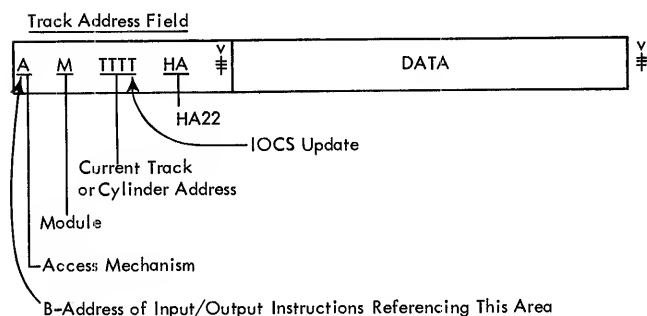 Track Address Field
A M TTTT HA V ⧧ DATA V ⧧
HA22
IOCS Update
Current Track
or Cylinder Address
Module
Access Mechanism
B-Address of Input/Output Instructions Referencing This Area